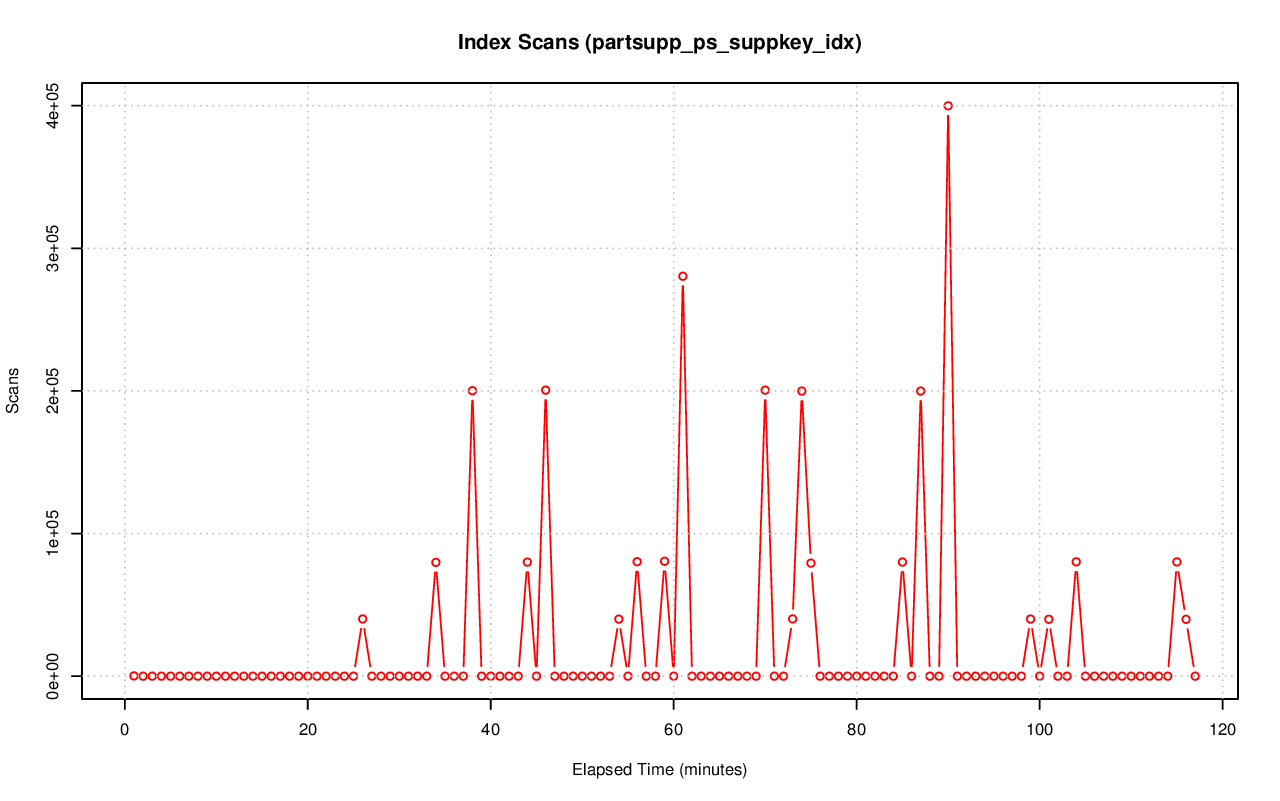 Index Scans (partsupp_ps_suppkey_idx)
4e+05
3e+05
2e+05
1e+05
0e+00
Scans
0 20 40 60 80 100 120
Elapsed Time (minutes)